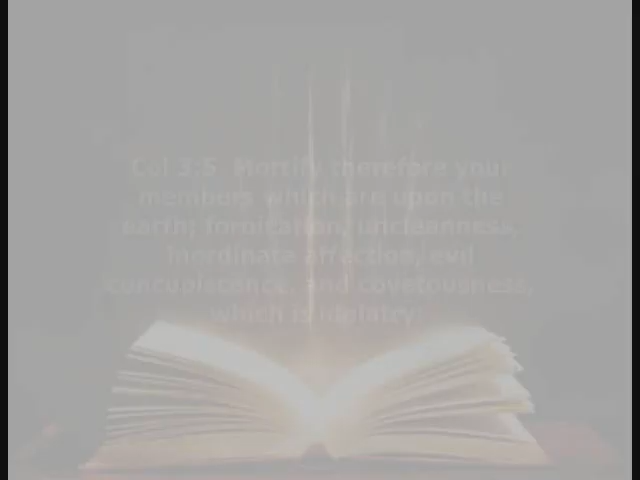 Col 3:5 Mortify therefore your
members which are upon the
earth; fornication, uncleanness,
inordinate affection, evil
concupiscence, and covetousness,
which is idolatry: